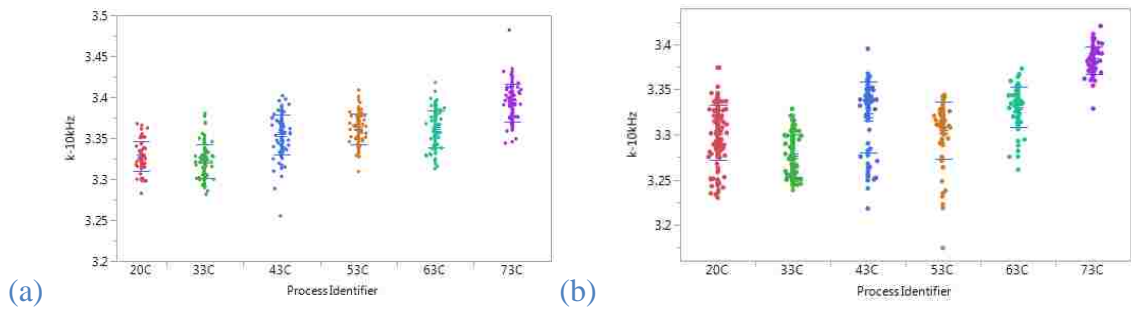 3.5
3.45
3.4
3.35
3.3
3.25
3.2
k-10kHz
20C 33C 43C 53C 63C 73C
Process Identifier
(a)
3.4
3.35
3.3
3.25
3.2
k-10kHz
20C 33C 43C 53C 63C 73C
Process Identifier
(b)